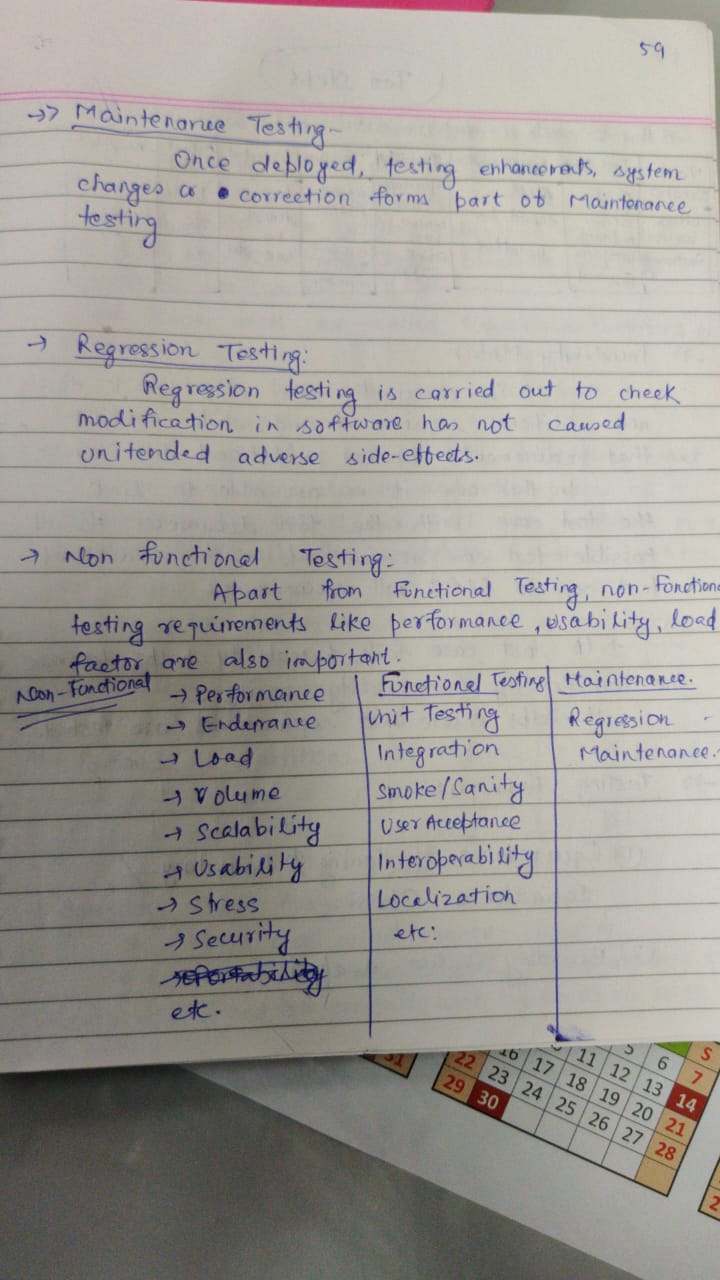 59
→> Maintenance Testing-
Once deployed, testing enhancements, system
changes or correction forms part of Maintenance
testing
→ Regression Testing:
Regression testing is carried out to check
modification in software has not caused
unitended adverse side-effects.
→ Non functional Testing:
Apart from Functional Testing, non-Functiona
testing requirements like performance, usability, load
factor are also important.
Non-Functional → Performance | Functional Testing | Maintenance.
→ Enderrance | Unit Testing | Regression -
→ Load | Integration | Maintenance.
→ Volume | Smoke/Sanity
→ Scalability | User Acceptance
→ Usability | Interoperability
→ Stress | Localization
→ Security | etc:
→ Portability
etc.
31 22 16 11 5 6 S
29 23 17 12 13 7
30 24 18 19 20 14
25 26 27 21
28
2